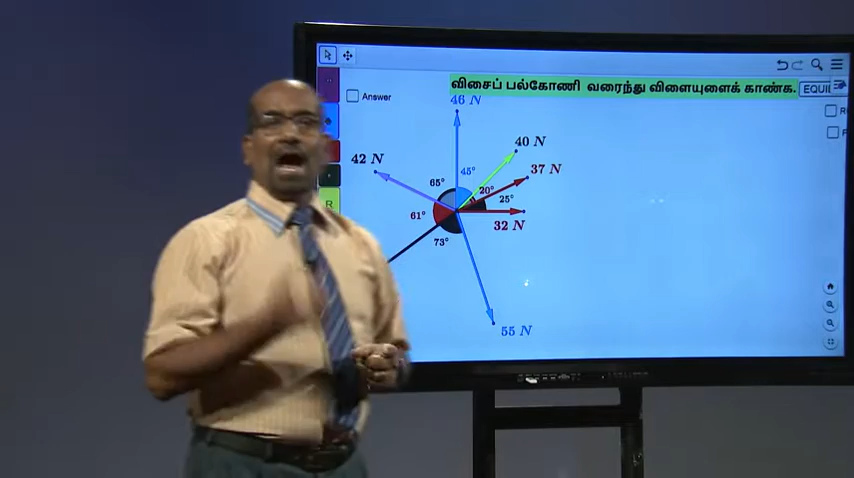 விசைப் பல்கோணி வரைந்து விளையுளைக் காண்க.
EQUI
Answer
R
46 N
40 N
37 N
42 N
45°
65°
20°
25°
61°
32 N
73°
55 N
R